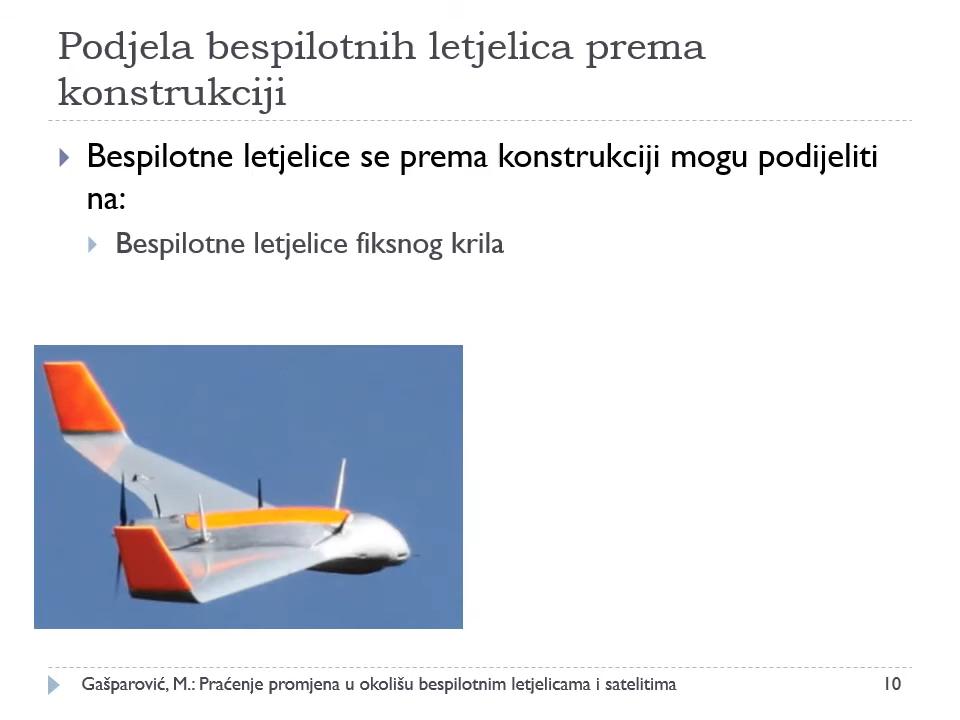 Podjela bespilotnih letjelica prema
konstrukciji
Bespilotne letjelice se prema konstrukciji mogu podijeliti
na:
Bespilotne letjelice fiksnog krila
Gašparović, M.: Praćenje promjena u okolišu bespilotnim letjelicama i satelitima
10